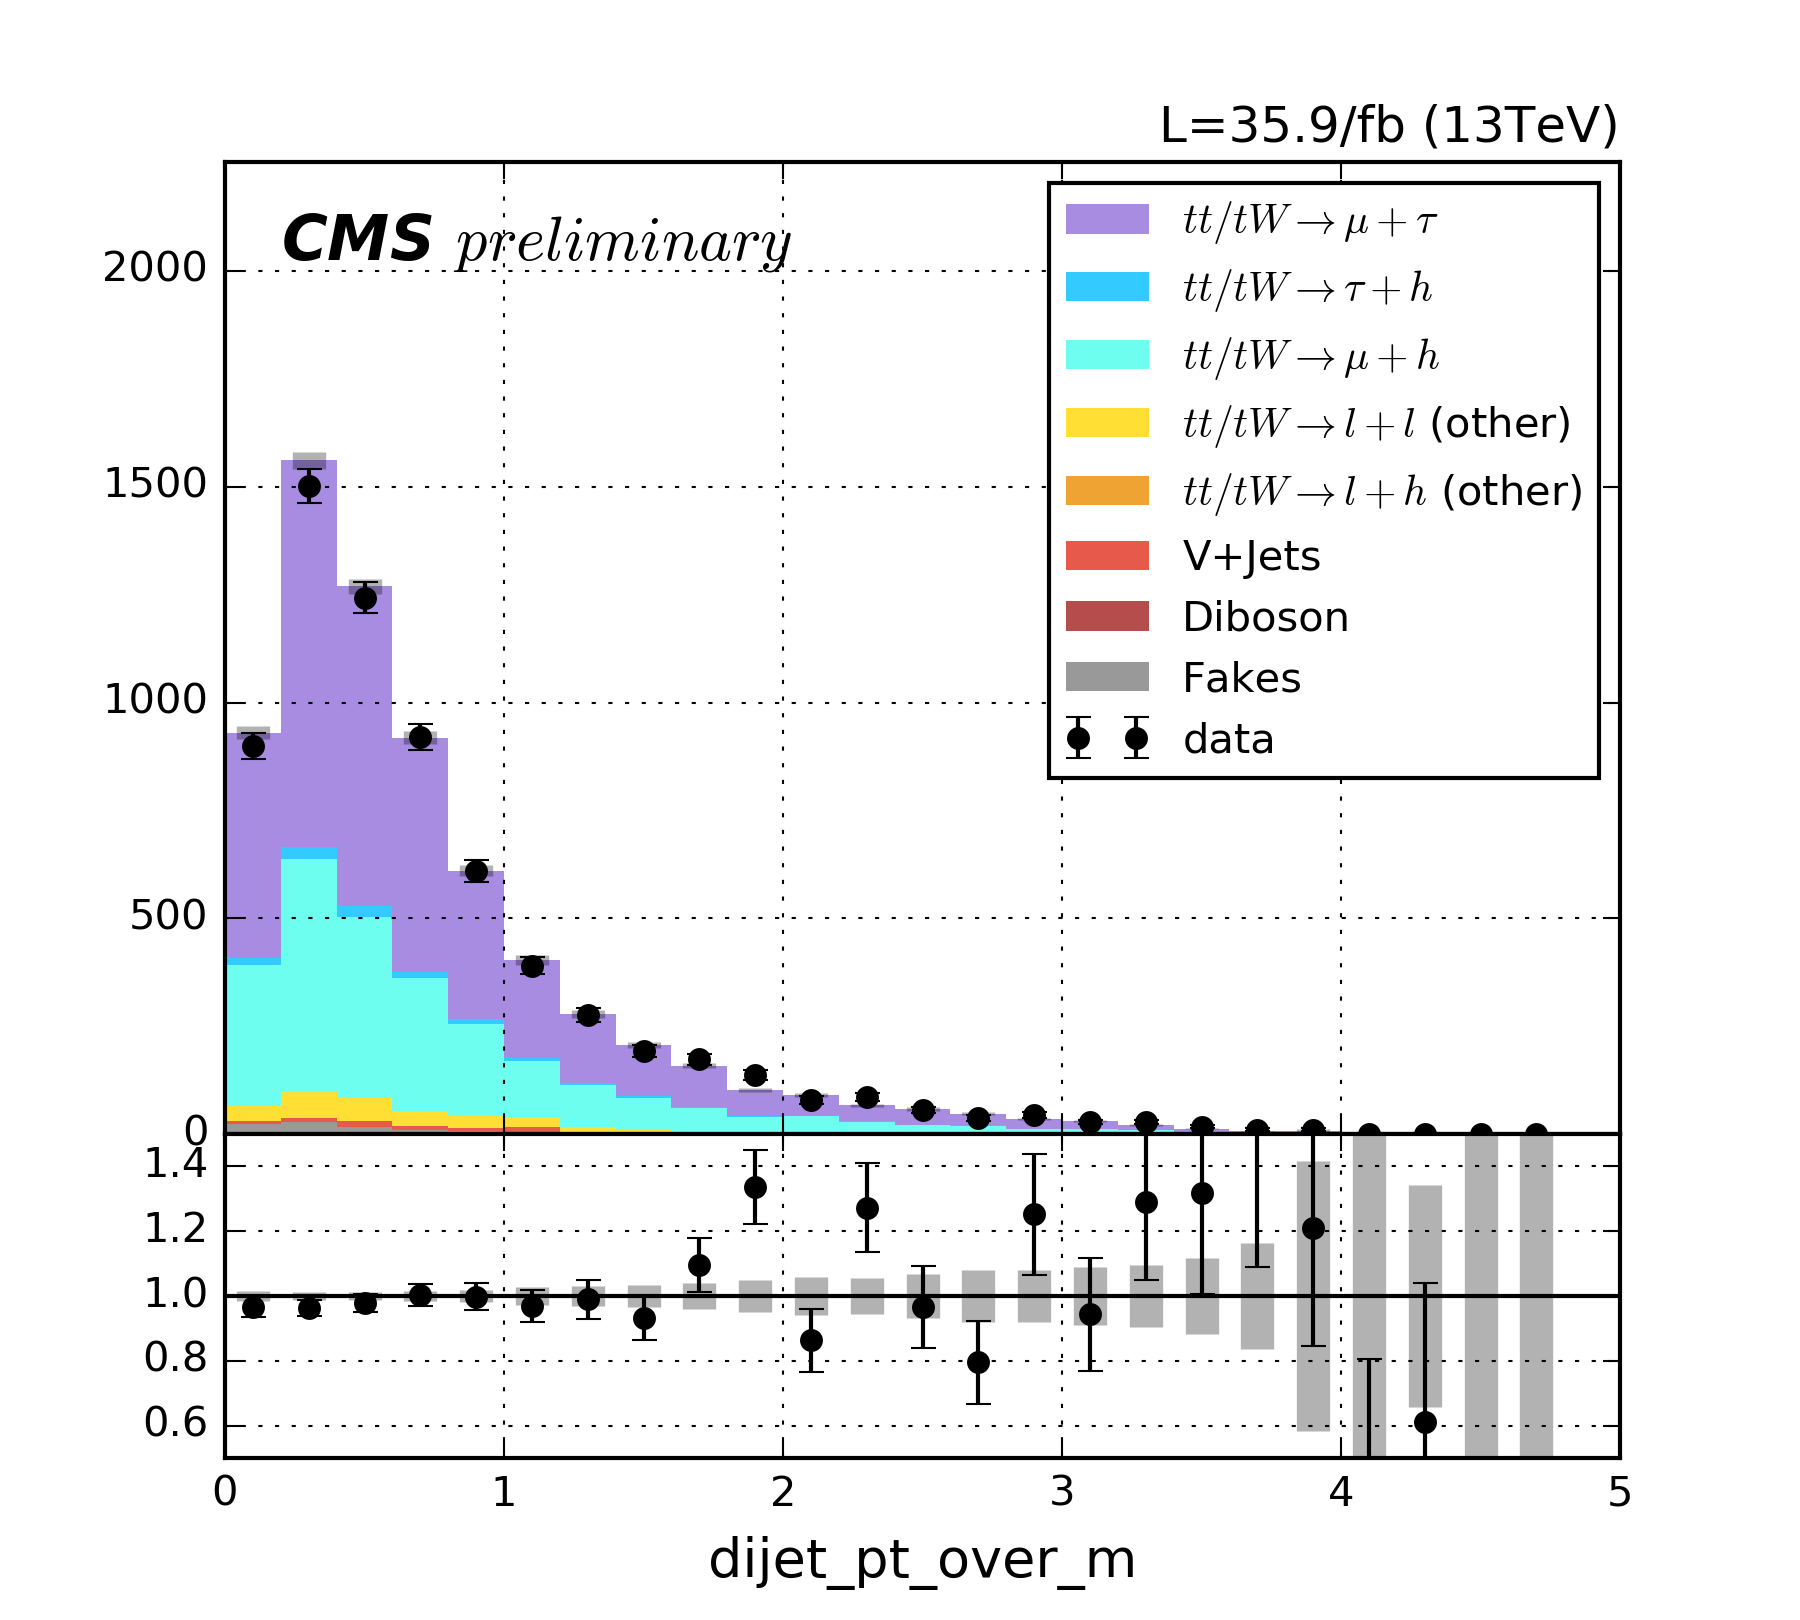 L=35.9/fb (13TeV)
CMS preliminary
tt/tW→μ+τ
tt/tW→τ+h
tt/tW→μ+h
tt/tW→l+l (other)
tt/tW→l+h (other)
V+Jets
Diboson
Fakes
data
2000
1500
1000
500
0
1.4
1.2
1.0
0.8
0.6
0 1 2 3 4 5
dijet_pt_over_m